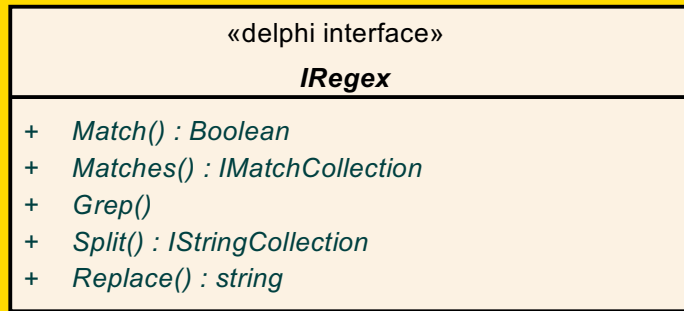 «delphi interface»
IRegex
+ Match() : Boolean
+ Matches() : IMatchCollection
+ Grep()
+ Split() : IStringCollection
+ Replace() : string